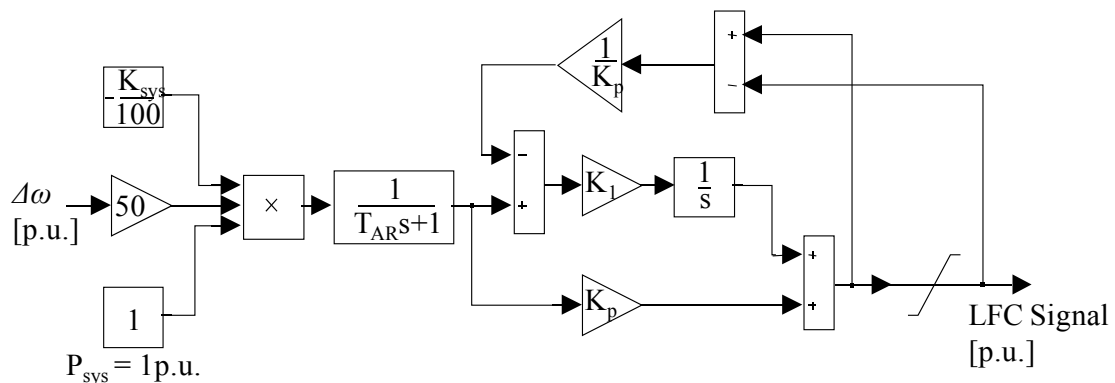 1
K_p
+
−
- K_sys
100
−
+
K_1
1
s
Δω
[p.u.]
50
×
1
T_AR s+1
+
+
K_p
1
P_sys = 1p.u.
LFC Signal
[p.u.]